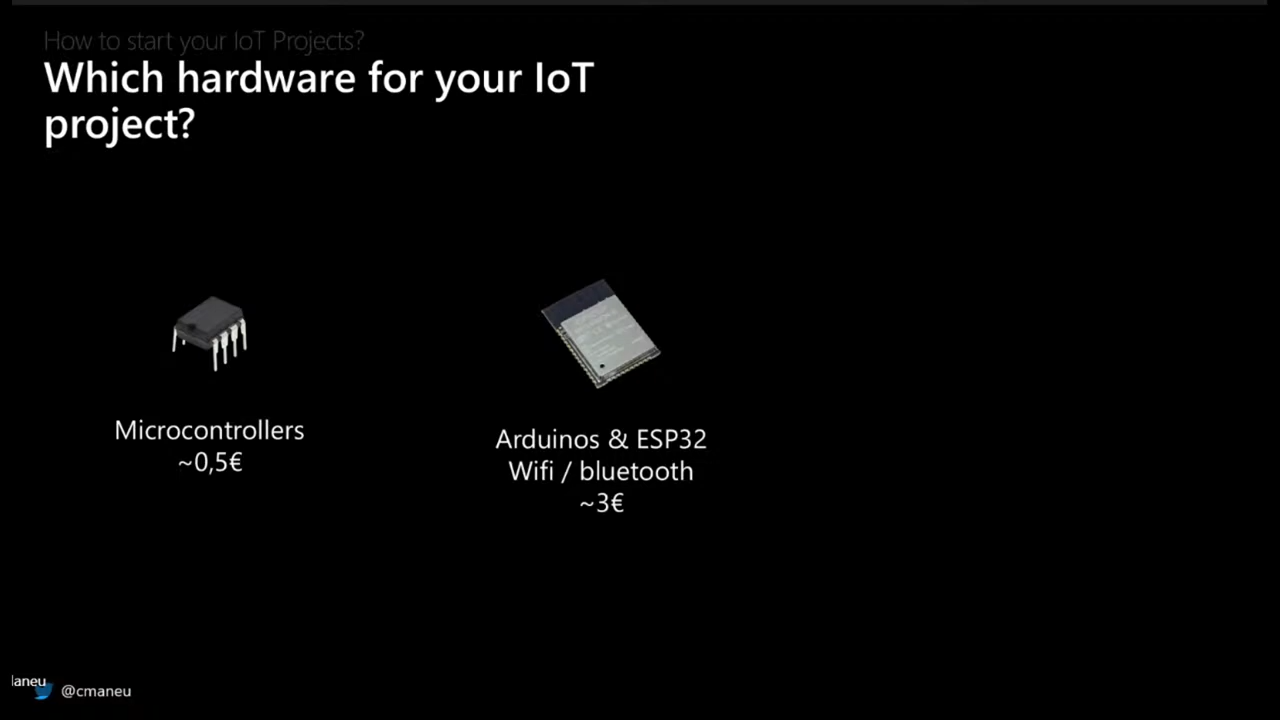 How to start your IoT Projects?
Which hardware for your IoT
project?
Microcontrollers
~0,5€
Arduinos & ESP32
Wifi / bluetooth
~3€
laneu
@cmaneu